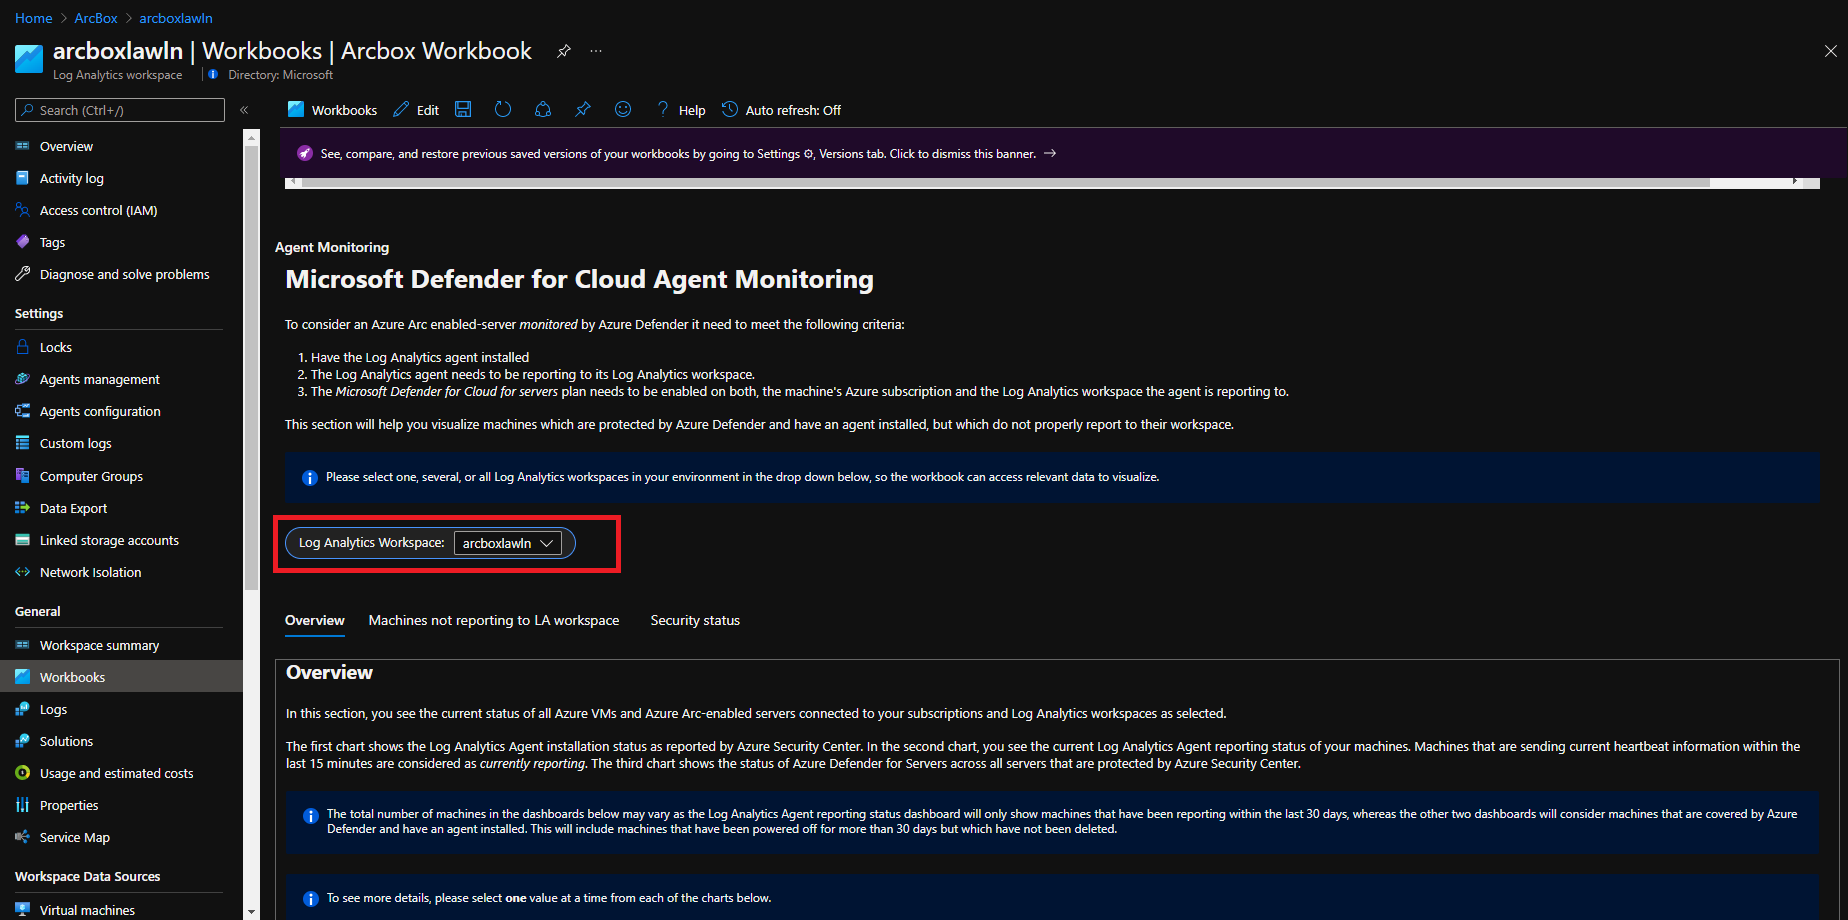 Home > ArcBox > arcboxlawln
arcboxlawln | Workbooks | Arcbox Workbook ...
Log Analytics workspace | Directory: Microsoft
Search (Ctrl+/)
Overview
Activity log
Access control (IAM)
Tags
Diagnose and solve problems
Settings
Locks
Agents management
Agents configuration
Custom logs
Computer Groups
Data Export
Linked storage accounts
Network Isolation
General
Workspace summary
Workbooks
Logs
Solutions
Usage and estimated costs
Properties
Service Map
Workspace Data Sources
Virtual machines
Workbooks Edit Help Auto refresh: Off
See, compare, and restore previous saved versions of your workbooks by going to Settings ⚙, Versions tab. Click to dismiss this banner. →
Agent Monitoring
Microsoft Defender for Cloud Agent Monitoring
To consider an Azure Arc enabled-server monitored by Azure Defender it need to meet the following criteria:
1. Have the Log Analytics agent installed
2. The Log Analytics agent needs to be reporting to its Log Analytics workspace.
3. The Microsoft Defender for Cloud for servers plan needs to be enabled on both, the machine's Azure subscription and the Log Analytics workspace the agent is reporting to.
This section will help you visualize machines which are protected by Azure Defender and have an agent installed, but which do not properly report to their workspace.
Please select one, several, or all Log Analytics workspaces in your environment in the drop down below, so the workbook can access relevant data to visualize.
Log Analytics Workspace: arcboxlawln
Overview Machines not reporting to LA workspace Security status
Overview
In this section, you see the current status of all Azure VMs and Azure Arc-enabled servers connected to your subscriptions and Log Analytics workspaces as selected.
The first chart shows the Log Analytics Agent installation status as reported by Azure Security Center. In the second chart, you see the current Log Analytics Agent reporting status of your machines. Machines that are sending current heartbeat information within the
last 15 minutes are considered as currently reporting. The third chart shows the status of Azure Defender for Servers across all servers that are protected by Azure Security Center.
The total number of machines in the dashboards below may vary as the Log Analytics Agent reporting status dashboard will only show machines that have been reporting within the last 30 days, whereas the other two dashboards will consider machines that are covered by Azure
Defender and have an agent installed. This will include machines that have been powered off for more than 30 days but which have not been deleted.
To see more details, please select one value at a time from each of the charts below.